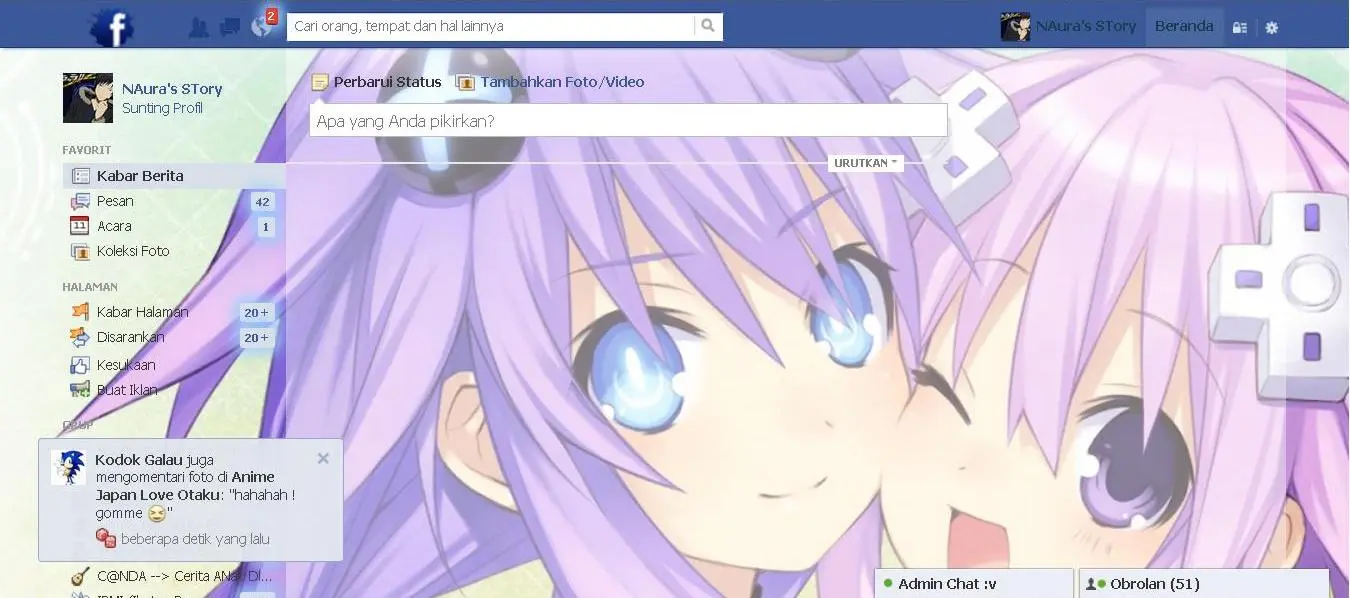 f
2
Cari orang, tempat dan hal lainnya
NAura's STory
Beranda
NAura's STory
Sunting Profil
Perbarui Status
Tambahkan Foto/Video
Apa yang Anda pikirkan?
URUTKAN
FAVORIT
Kabar Berita
Pesan 42
11
Acara 1
Koleksi Foto
HALAMAN
Kabar Halaman 20+
Disarankan 20+
Kesukaan
Buat Iklan
GRUP
Kodok Galau juga
mengomentari foto di Anime
Japan Love Otaku: "hahahah !
gomme 😆"
beberapa detik yang lalu
C@NDA --> Cerita
Admin Chat :v
Obrolan (51)